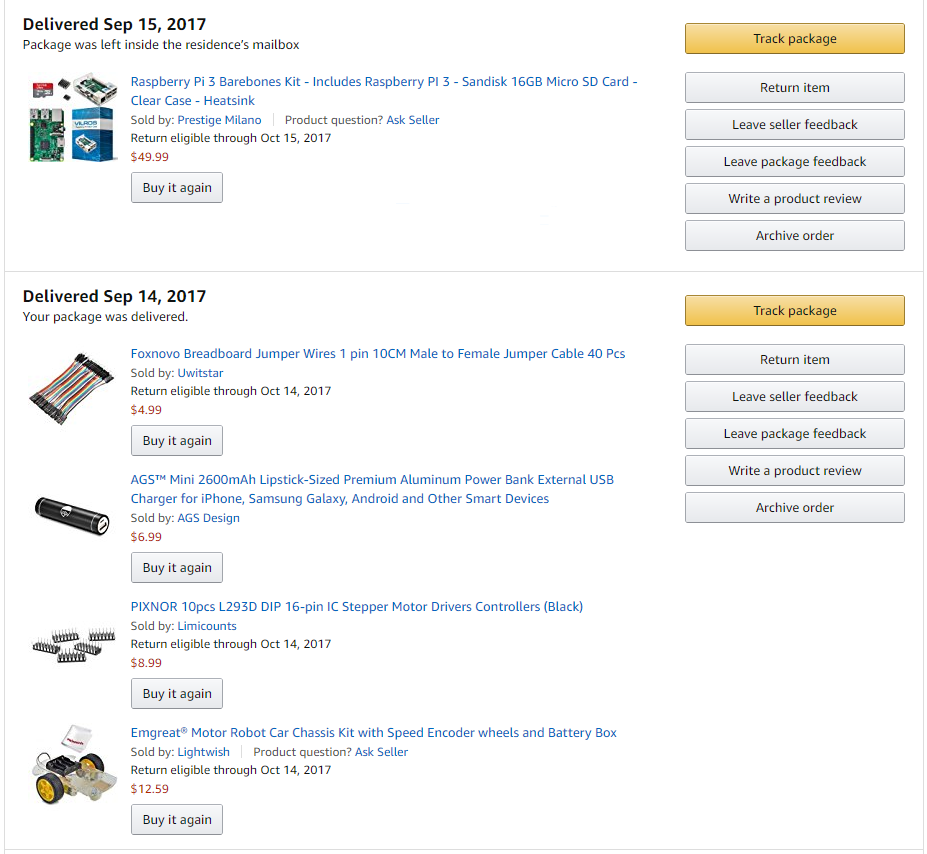 Delivered Sep 15, 2017
Package was left inside the residence's mailbox
Track package
Return item
Leave seller feedback
Leave package feedback
Write a product review
Archive order
Raspberry Pi 3 Barebones Kit - Includes Raspberry PI 3 - Sandisk 16GB Micro SD Card -
Clear Case - Heatsink
Sold by: Prestige Milano | Product question? Ask Seller
Return eligible through Oct 15, 2017
$49.99
Buy it again
VILROS
Delivered Sep 14, 2017
Your package was delivered.
Track package
Return item
Leave seller feedback
Leave package feedback
Write a product review
Archive order
Foxnovo Breadboard Jumper Wires 1 pin 10CM Male to Female Jumper Cable 40 Pcs
Sold by: Uwitstar
Return eligible through Oct 14, 2017
$4.99
Buy it again
AGS™ Mini 2600mAh Lipstick-Sized Premium Aluminum Power Bank External USB
Charger for iPhone, Samsung Galaxy, Android and Other Smart Devices
Sold by: AGS Design
$6.99
Buy it again
PIXNOR 10pcs L293D DIP 16-pin IC Stepper Motor Drivers Controllers (Black)
Sold by: Limicounts
Return eligible through Oct 14, 2017
$8.99
Buy it again
Emgreat® Motor Robot Car Chassis Kit with Speed Encoder wheels and Battery Box
Sold by: Lightwish | Product question? Ask Seller
Return eligible through Oct 14, 2017
$12.59
Buy it again